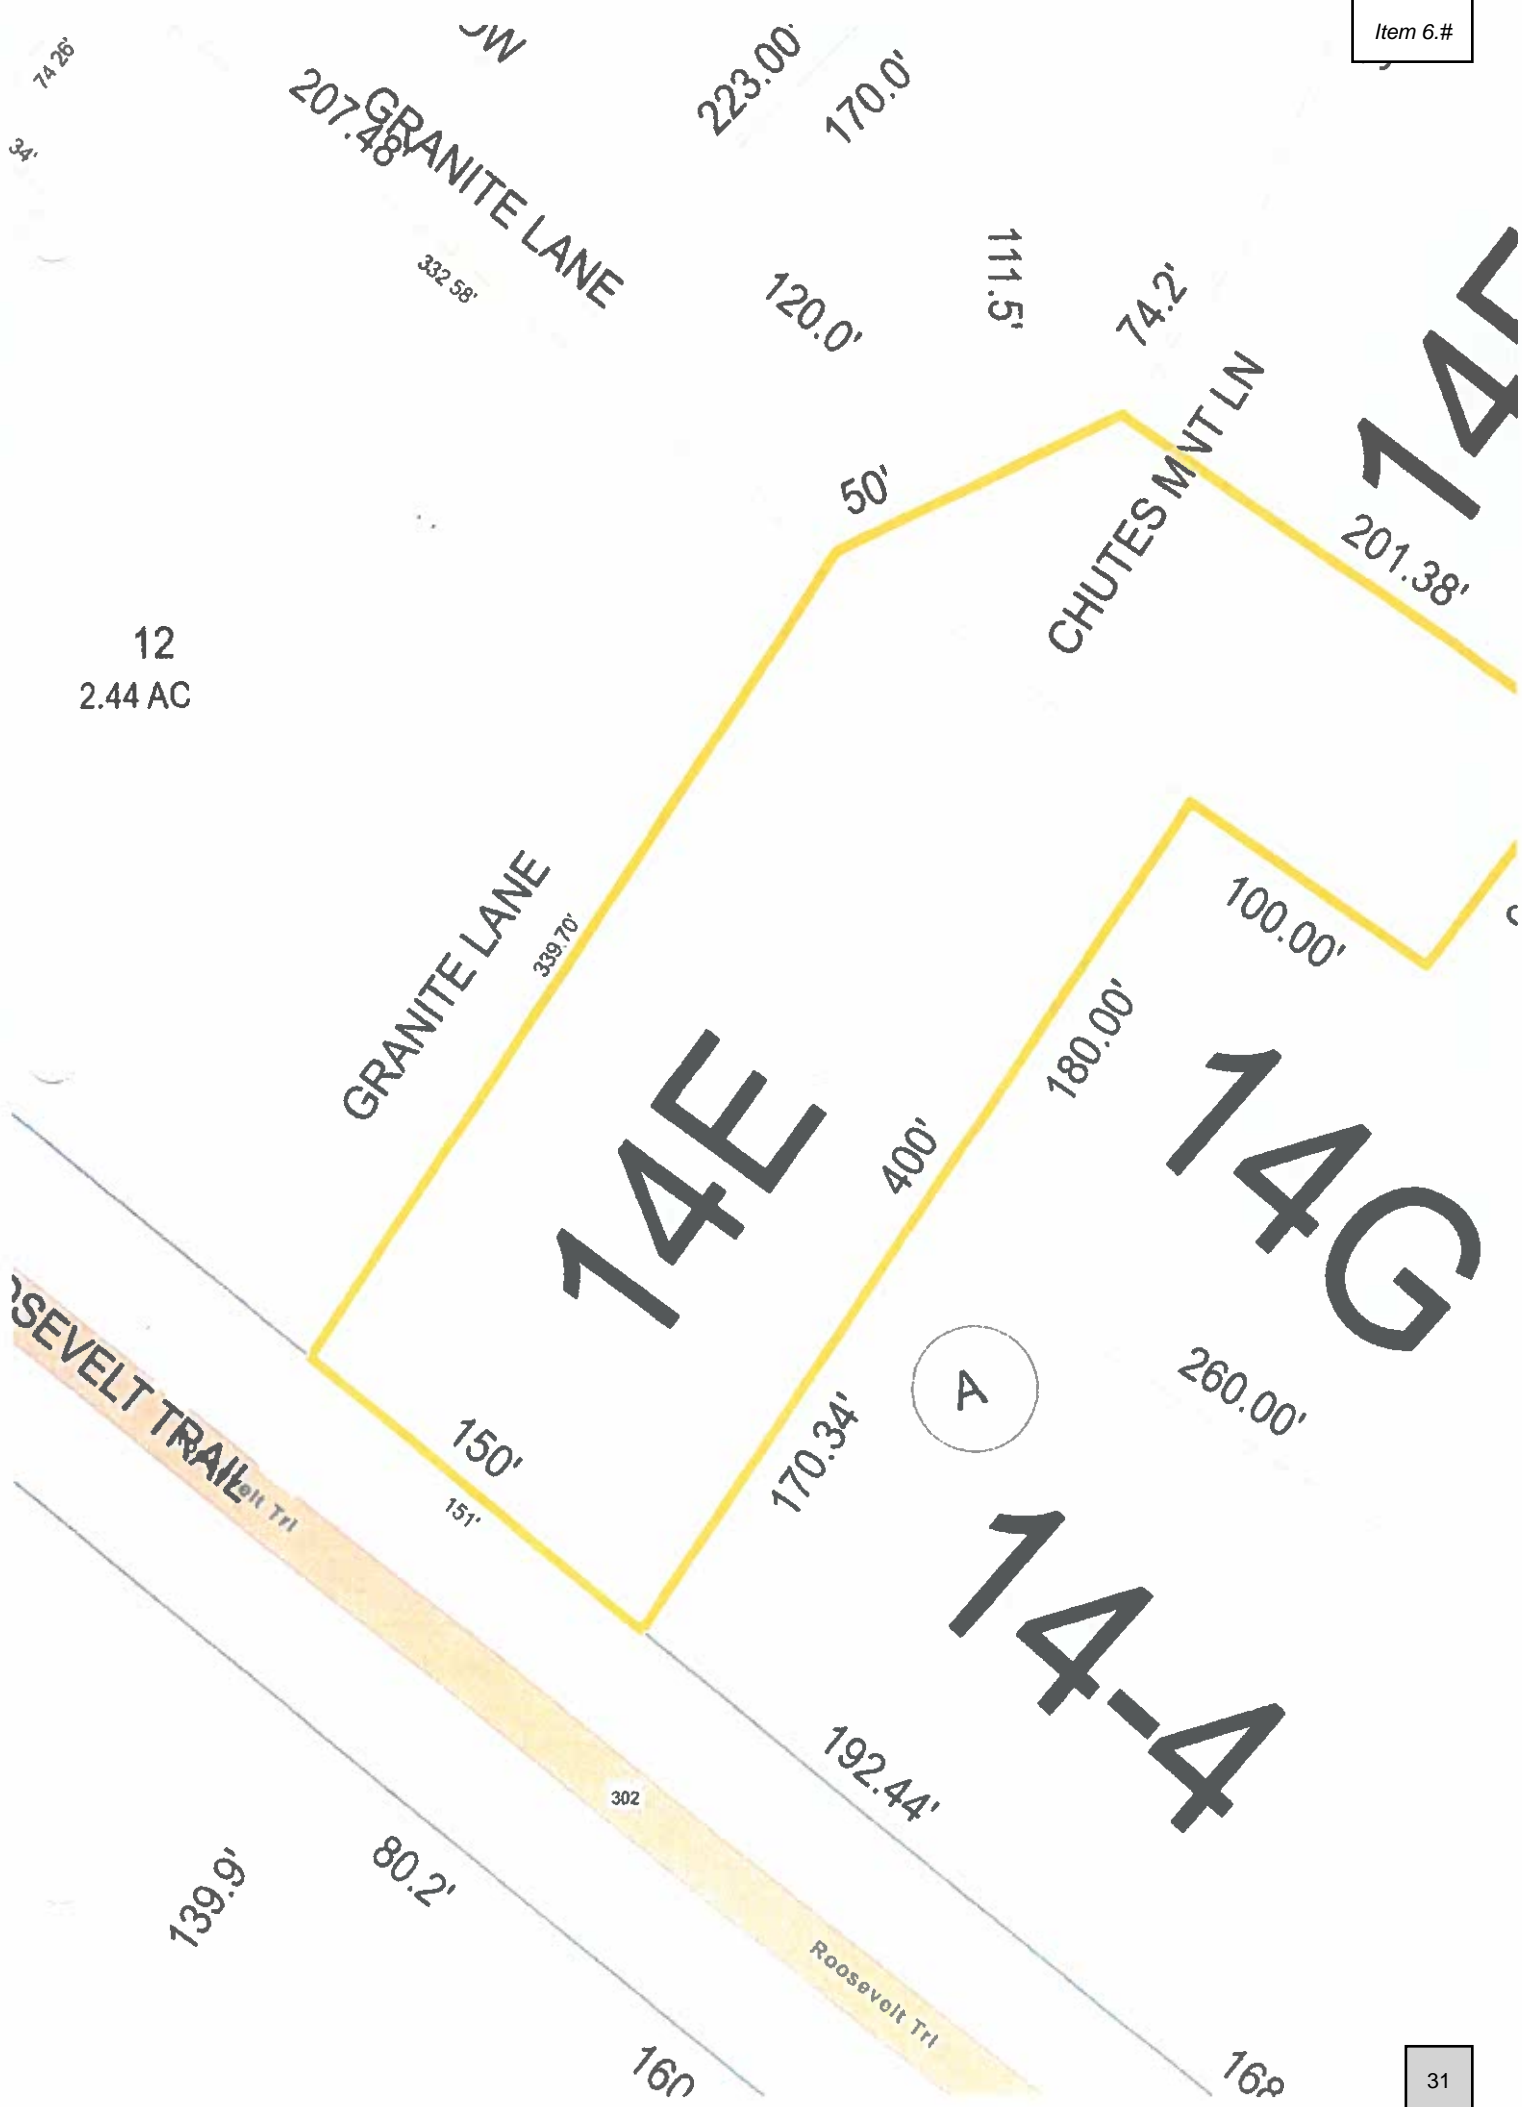 Item 6.#
74 26'
34'
207.48'
GRANITE LANE
332 58'
223.00'
170.0'
120.0'
111.5'
74.2'
CHUTES MNT LN
50'
201.38'
12
2.44 AC
GRANITE LANE
339.70'
14E
100.00'
180.00'
400'
14G
A
170.34'
260.00'
150'
151'
14-4
TRAIL
302
192.44'
139.9'
80.2'
Roosevelt Trl
160
168
31